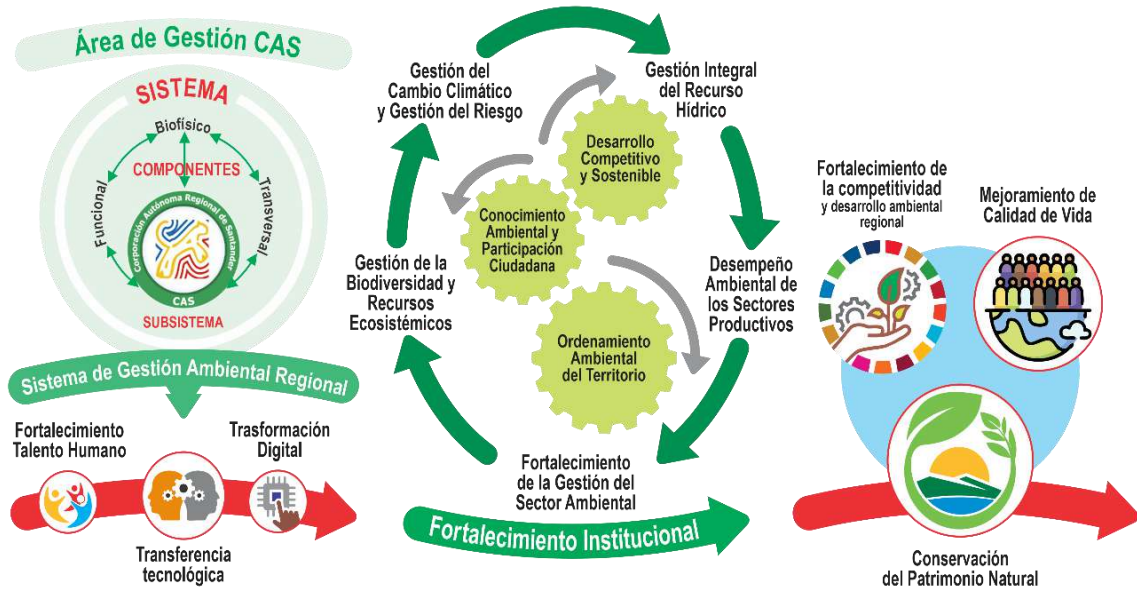 Área de Gestión CAS
SISTEMA
Biofísico
COMPONENTES
Funcional
Transversal
Corporación Autónoma Regional de Santander
CAS
SUBSISTEMA
Sistema de Gestión Ambiental Regional
Fortalecimiento
Talento Humano
Trasformación
Digital
Transferencia
tecnológica
Gestión del
Cambio Climático
y Gestión del Riesgo
Gestión Integral
del Recurso
Hídrico
Desarrollo
Competitivo
y Sostenible
Conocimiento
Ambiental y
Participación
Ciudadana
Gestión de la
Biodiversidad y
Recursos
Ecosistémicos
Desempeño
Ambiental de
los Sectores
Productivos
Ordenamiento
Ambiental
del Territorio
Fortalecimiento
de la Gestión del
Sector Ambiental
Fortalecimiento Institucional
Fortalecimiento de
la competitividad
y desarrollo ambiental
regional
Mejoramiento de
Calidad de Vida
Conservación
del Patrimonio Natural